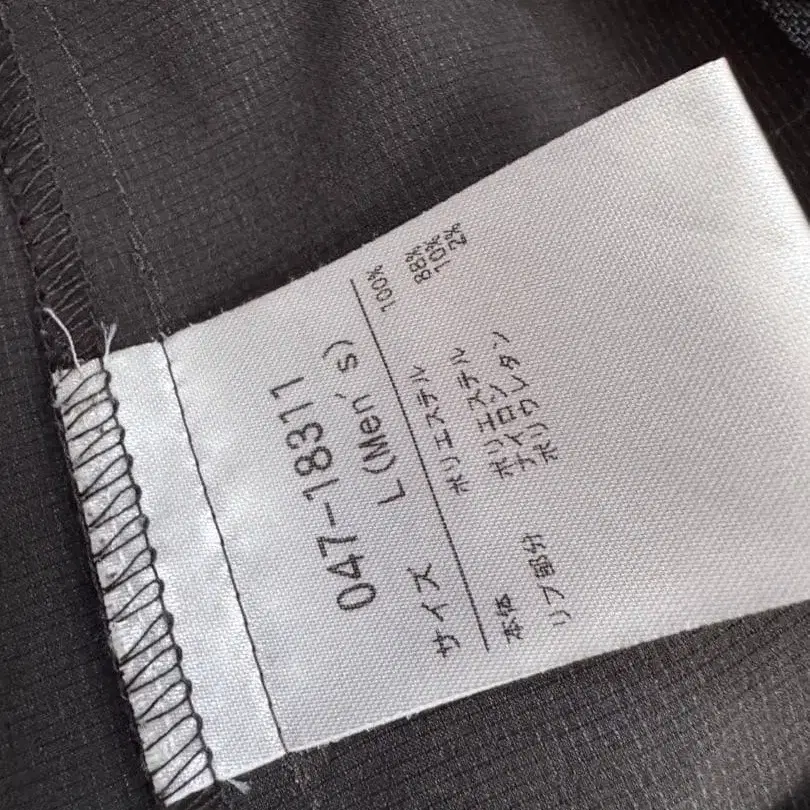 047-18311
サイズ L(Men's)
本体 ポリエステル 100%
リブ部分 ポリエステル 88%
ナイロン 10%
ポリウレタン 2%